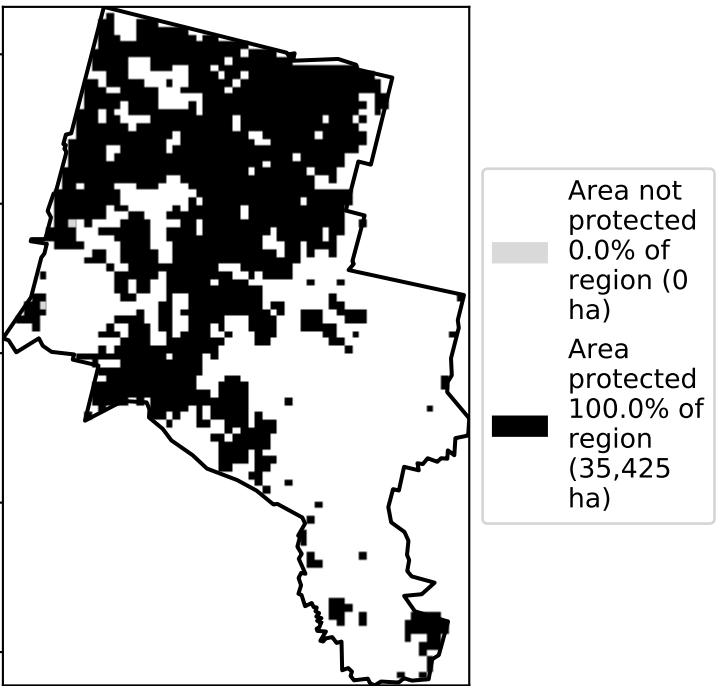 Area not
protected
0.0% of
region (0
ha)
Area
protected
100.0% of
region
(35,425
ha)